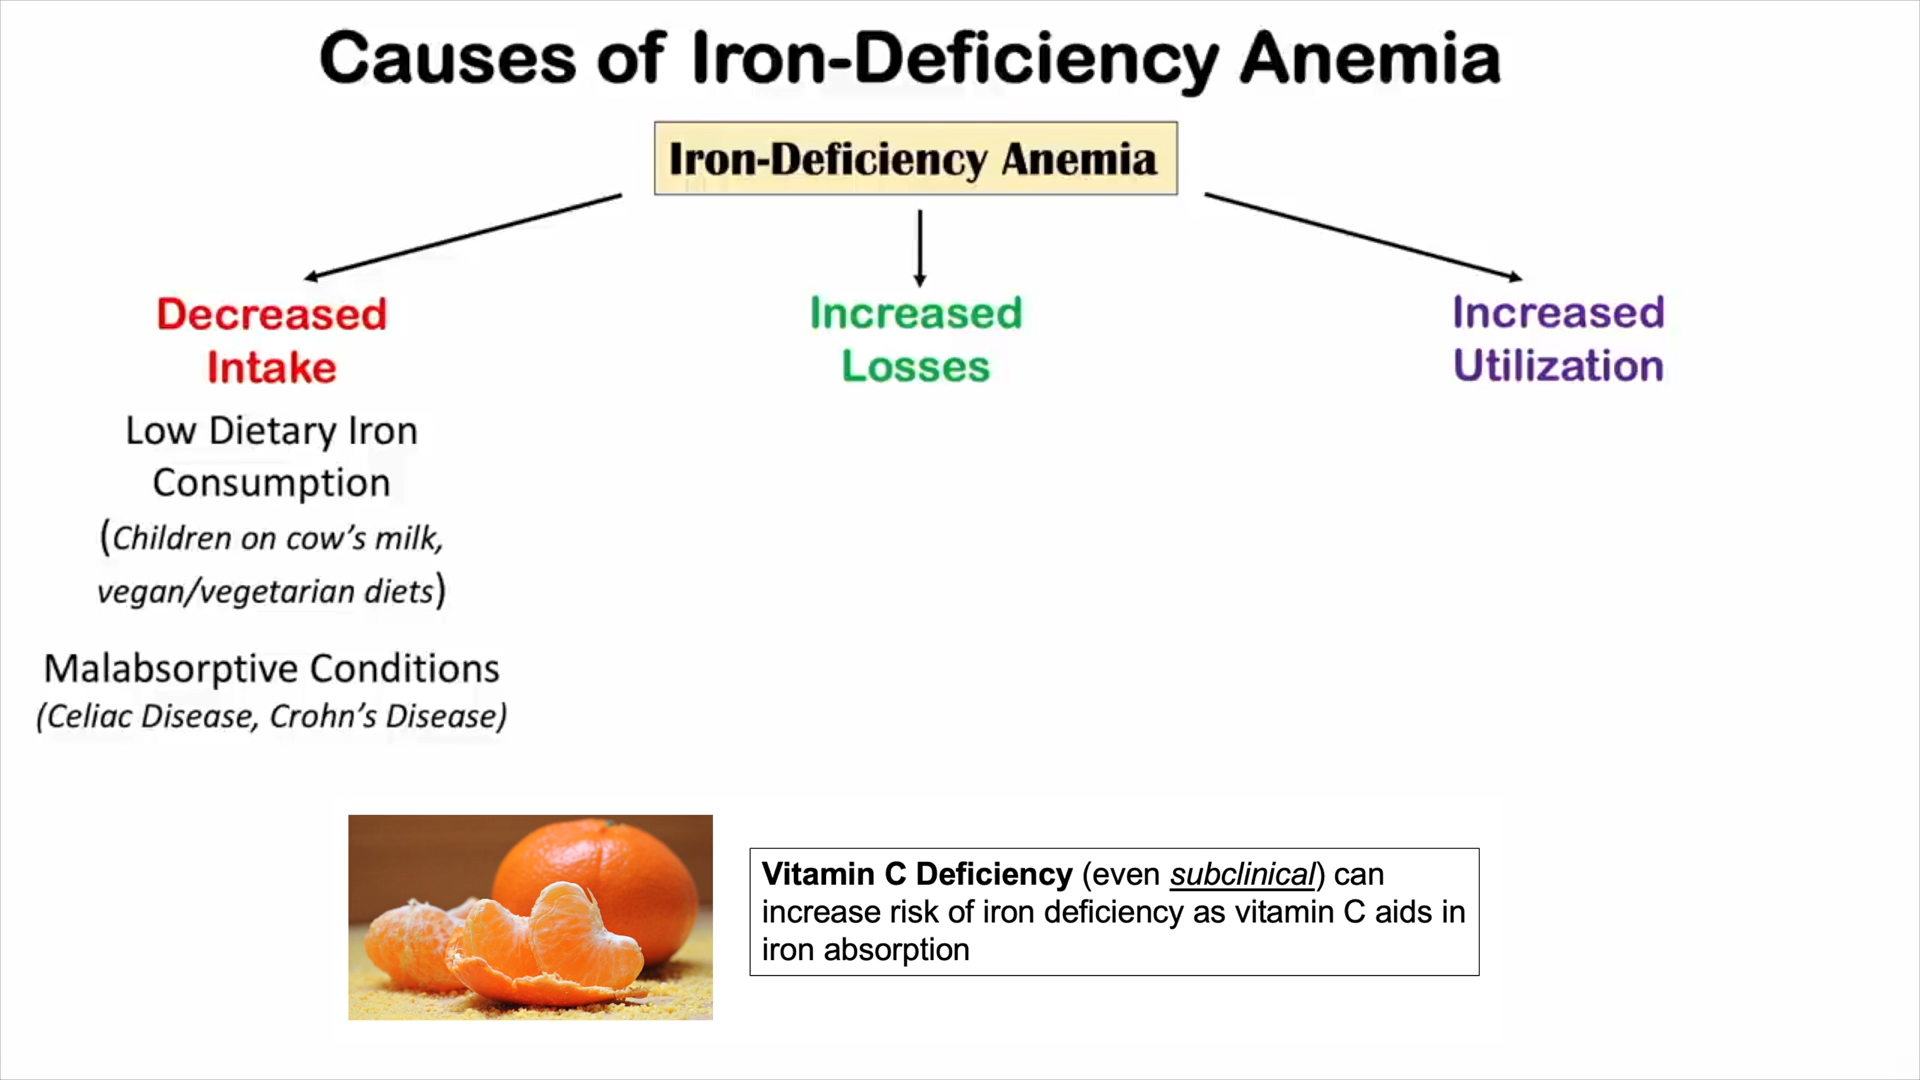 Causes of Iron-Deficiency Anemia
Iron-Deficiency Anemia
Decreased
Intake
Low Dietary Iron
Consumption
(Children on cow’s milk,
vegan/vegetarian diets)
Malabsorptive Conditions
(Celiac Disease, Crohn’s Disease)
Increased
Losses
Increased
Utilization
Vitamin C Deficiency (even subclinical) can
increase risk of iron deficiency as vitamin C aids in
iron absorption